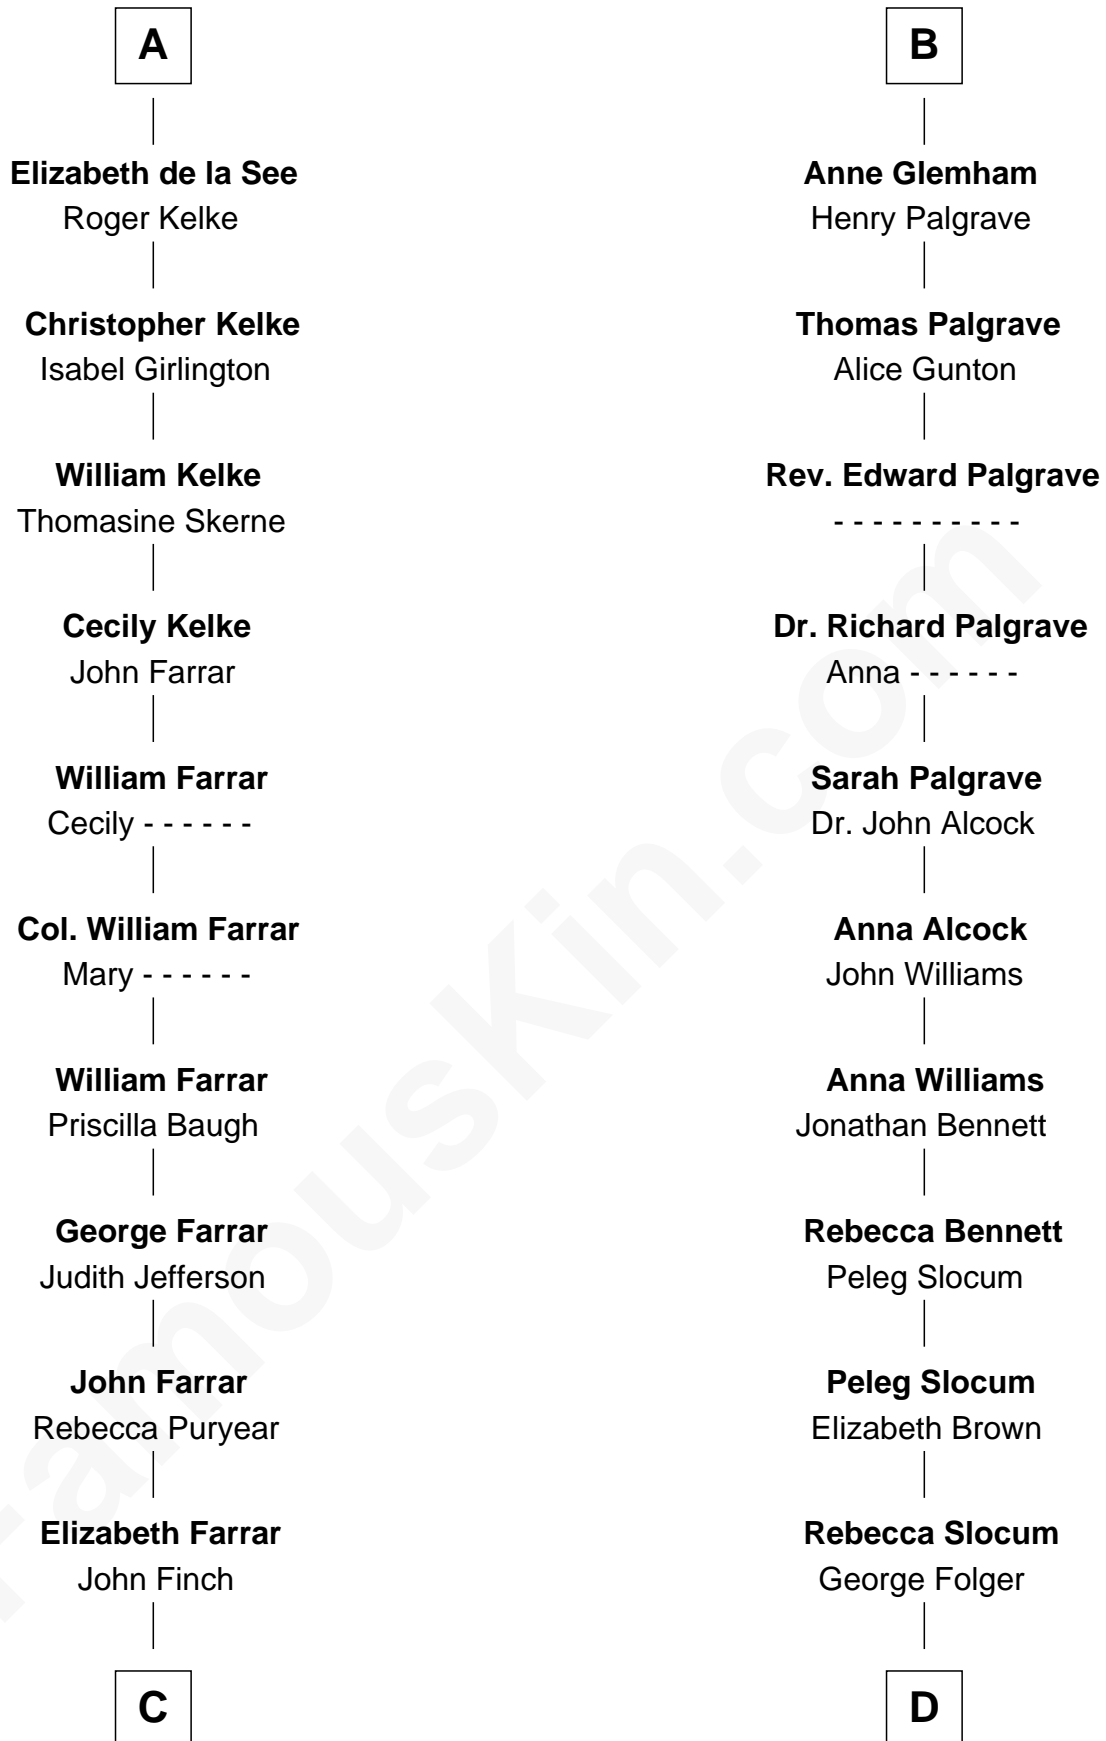 A
Elizabeth de la See
Roger Kelke
Christopher Kelke
Isabel Girlington
William Kelke
Thomasine Skerne
Cecily Kelke
John Farrar
William Farrar
Cecily - - - - - -
Col. William Farrar
Mary - - - - - -
William Farrar
Priscilla Baugh
George Farrar
Judith Jefferson
John Farrar
Rebecca Puryear
Elizabeth Farrar
John Finch
C
B
Anne Glemham
Henry Palgrave
Thomas Palgrave
Alice Gunton
Rev. Edward Palgrave
- - - - - - - - - -
Dr. Richard Palgrave
Anna - - - - - -
Sarah Palgrave
Dr. John Alcock
Anna Alcock
John Williams
Anna Williams
Jonathan Bennett
Rebecca Bennett
Peleg Slocum
Peleg Slocum
Elizabeth Brown
Rebecca Slocum
George Folger
D
FamousKin.com